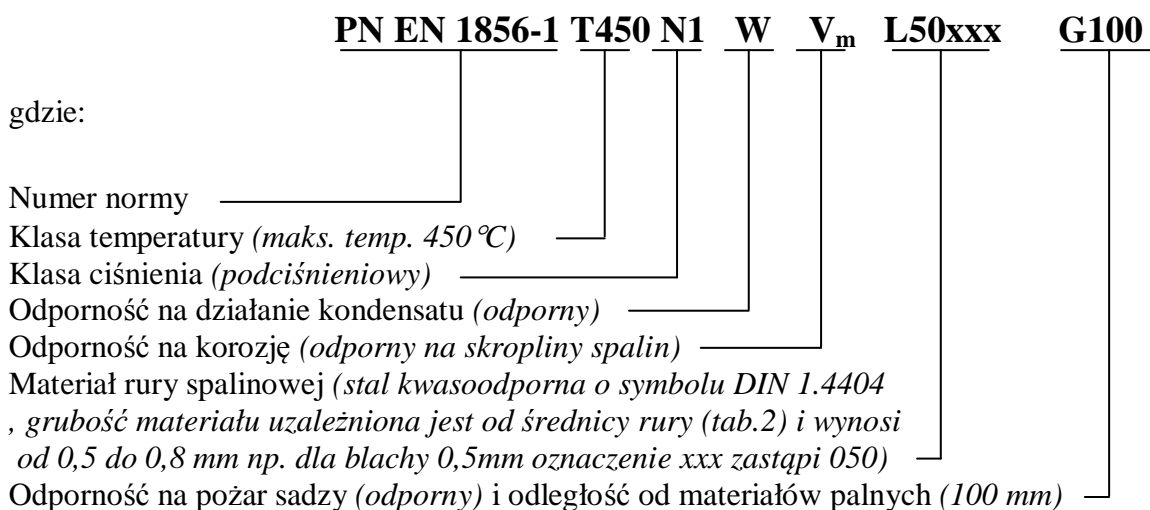 PN EN 1856-1 T450 N1 W Vm L50xxx G100
gdzie:
Numer normy
Klasa temperatury (maks. temp. 450°C)
Klasa ciśnienia (podciśnieniowy)
Odporność na działanie kondensatu (odporny)
Odporność na korozję (odporny na skropliny spalin)
Materiał rury spalinowej (stal kwasoodporna o symbolu DIN 1.4404
, grubość materiału uzależniona jest od średnicy rury (tab.2) i wynosi
od 0,5 do 0,8 mm np. dla blachy 0,5mm oznaczenie xxx zastąpi 050)
Odporność na pożar sadzy (odporny) i odległość od materiałów palnych (100 mm)